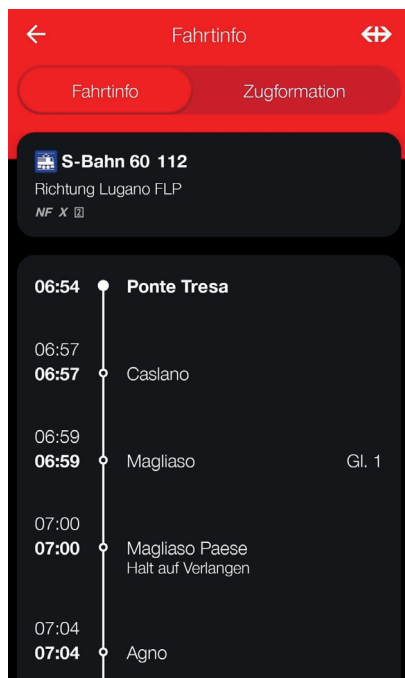 Fahrtinfo
Fahrtinfo Zugformation
S-Bahn 60 112
Richtung Lugano FLP
NF X 2
06:54 Ponte Tresa
06:57
06:57 Caslano
06:59
06:59 Magliaso Gl. 1
07:00
07:00 Magliaso Paese
Halt auf Verlangen
07:04
07:04 Agno